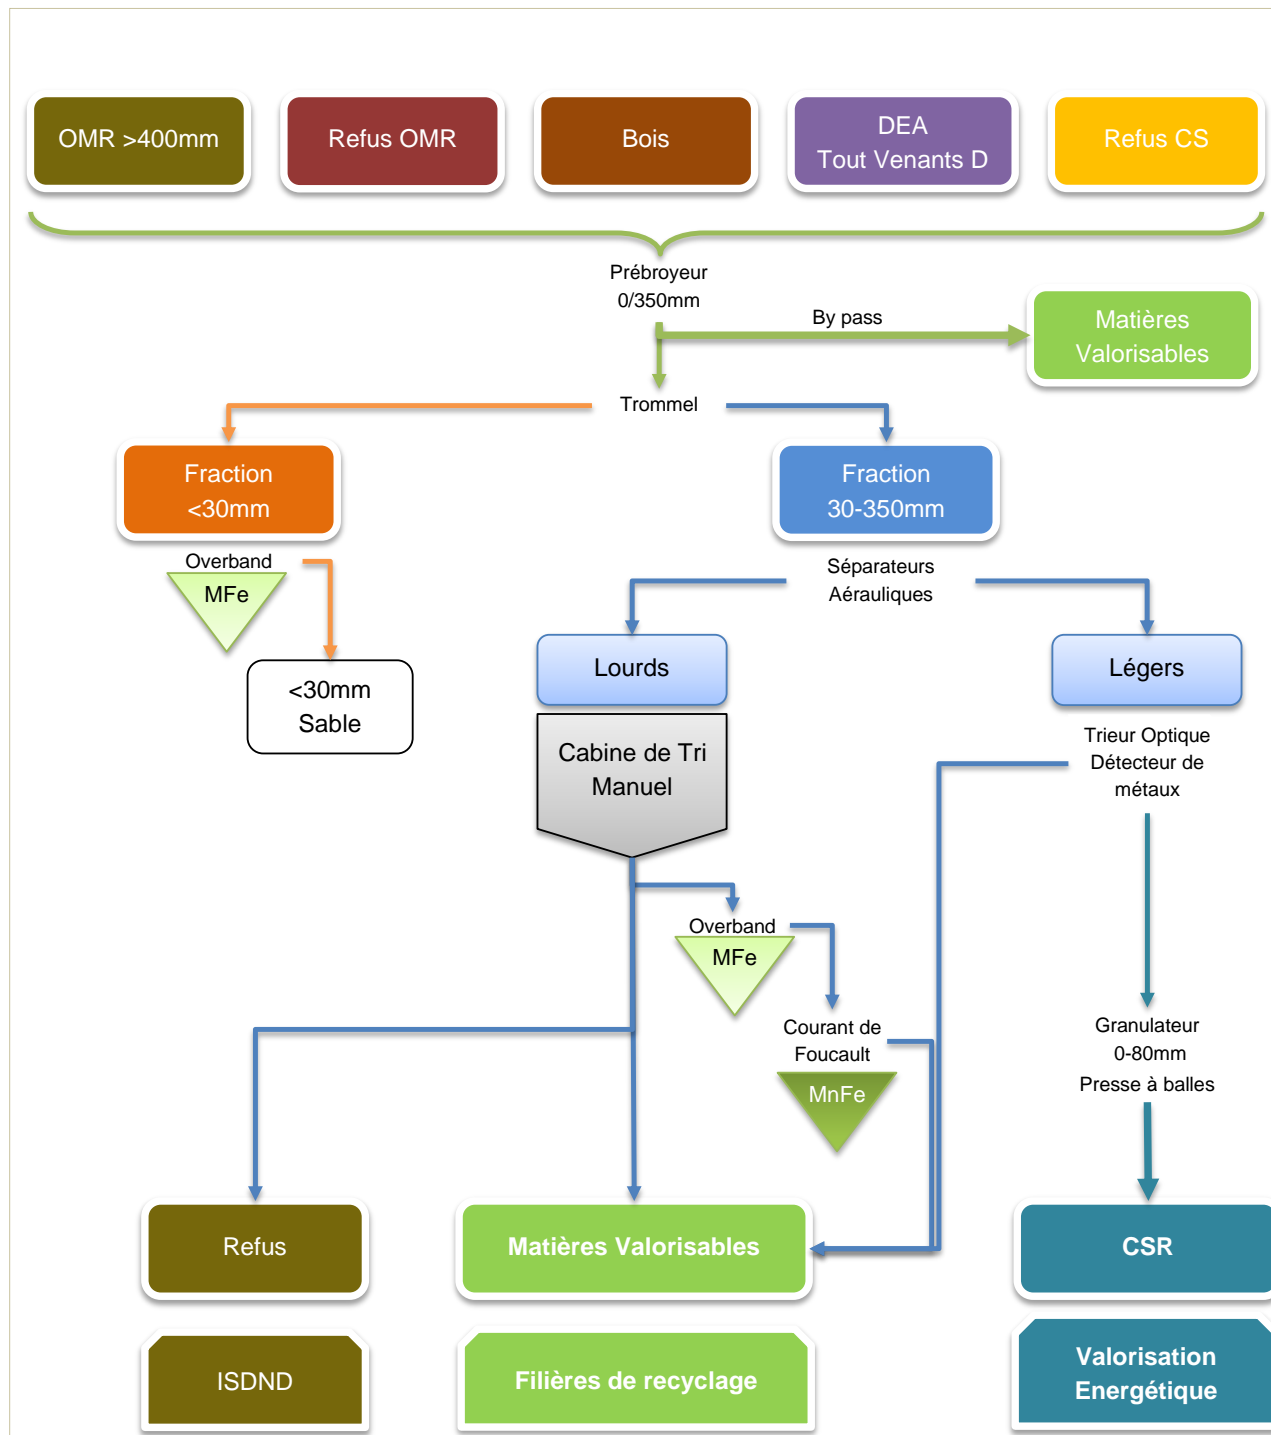 OMR >400mm
Refus OMR
Bois
DEA
Tout Venants D
Refus CS
Prébroyeur
0/350mm
By pass
Matières
Valorisables
Trommel
Fraction
<30mm
Fraction
30-350mm
Overband
MFe
Séparateurs
Aérauliques
<30mm
Sable
Lourds
Légers
Cabine de Tri
Manuel
Trieur Optique
Détecteur de
métaux
Overband
MFe
Courant de
Foucault
MnFe
Granulateur
0-80mm
Presse à balles
Refus
Matières Valorisables
CSR
ISDND
Filières de recyclage
Valorisation
Energétique